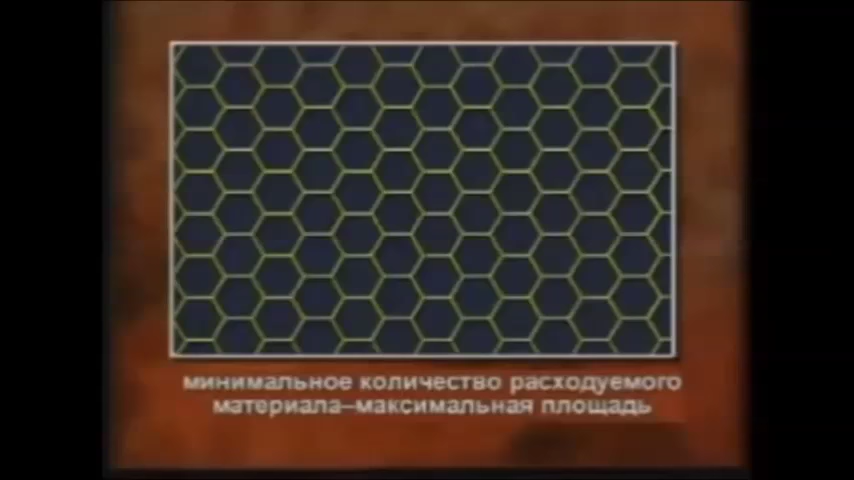 минимальное количество расходуемого
материала–максимальная площадь